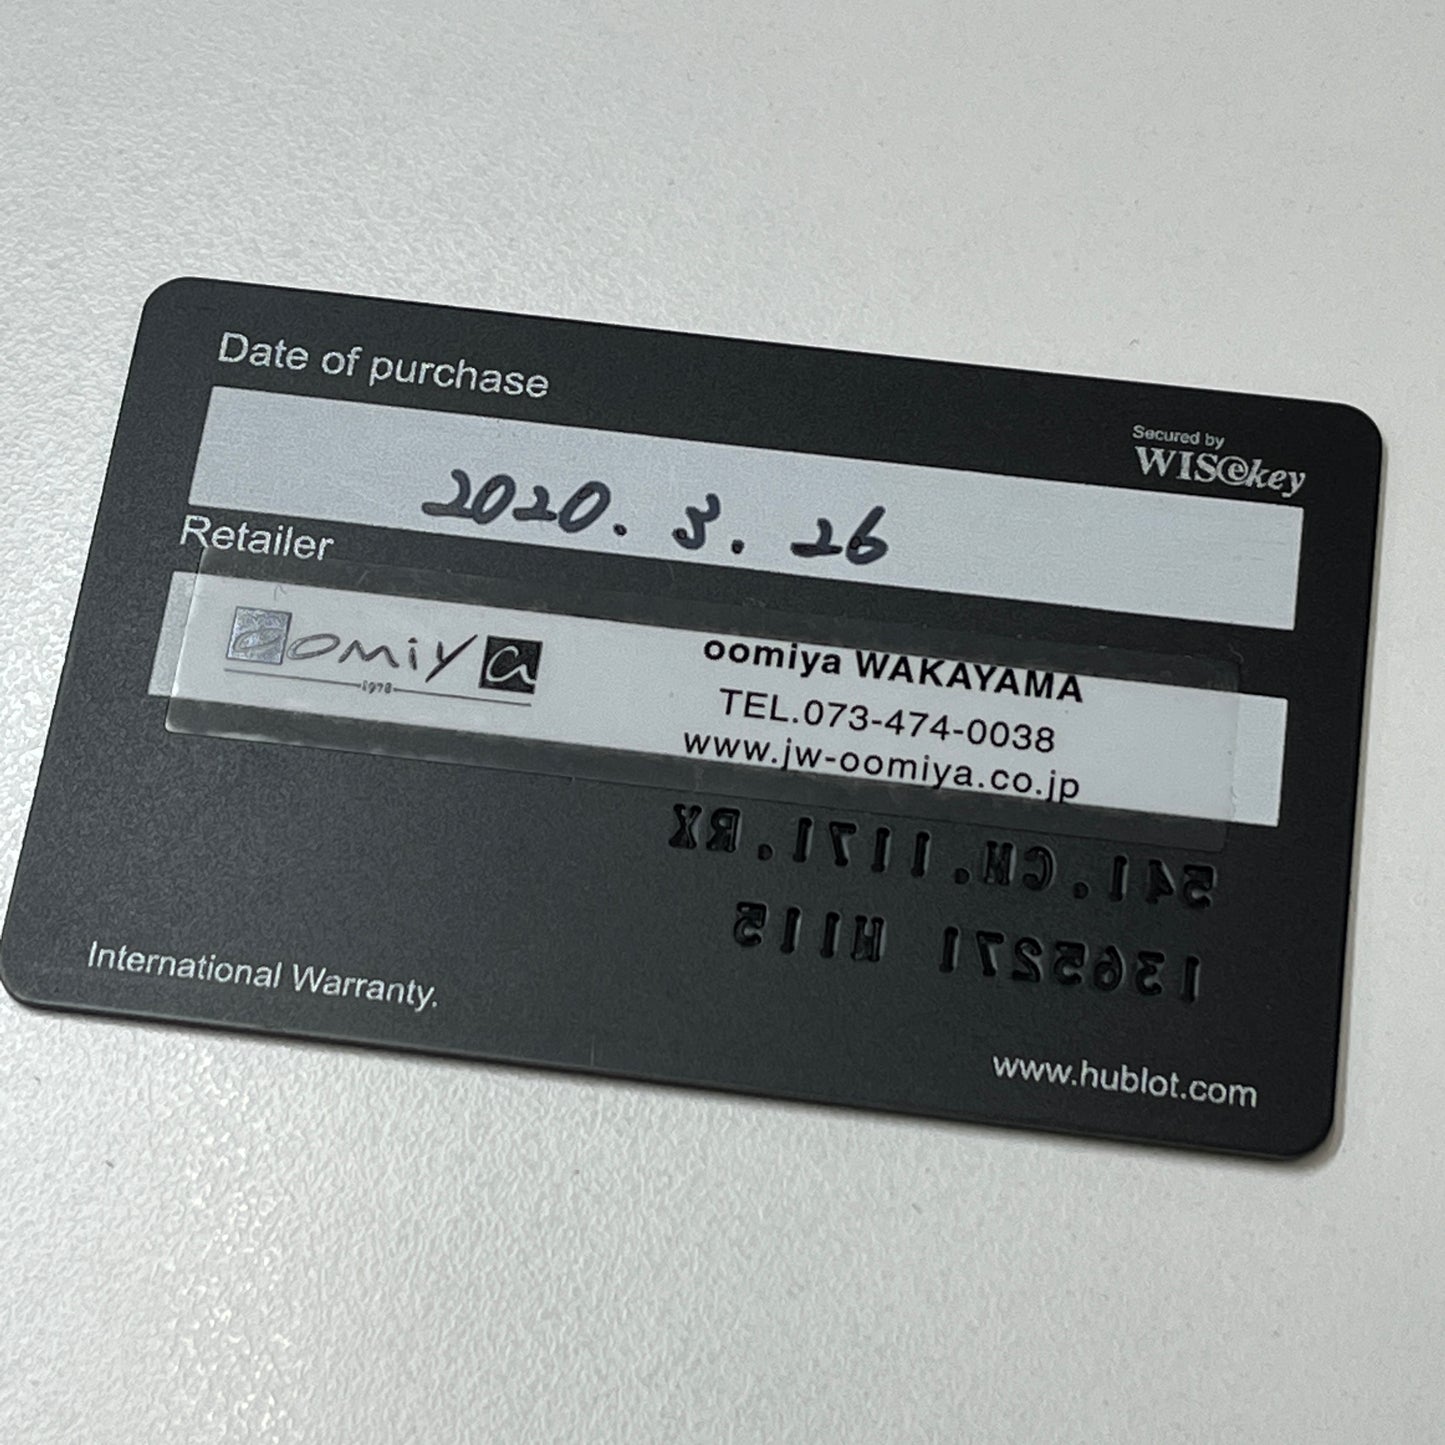 Date of purchase
Secured by
WISekey
2020. 3. 26
Retailer
oomiya
1978
oomiya WAKAYAMA
TEL.073-474-0038
www.jw-oomiya.co.jp
541.CM.1171.RX
1365271 H115
International Warranty.
www.hublot.com